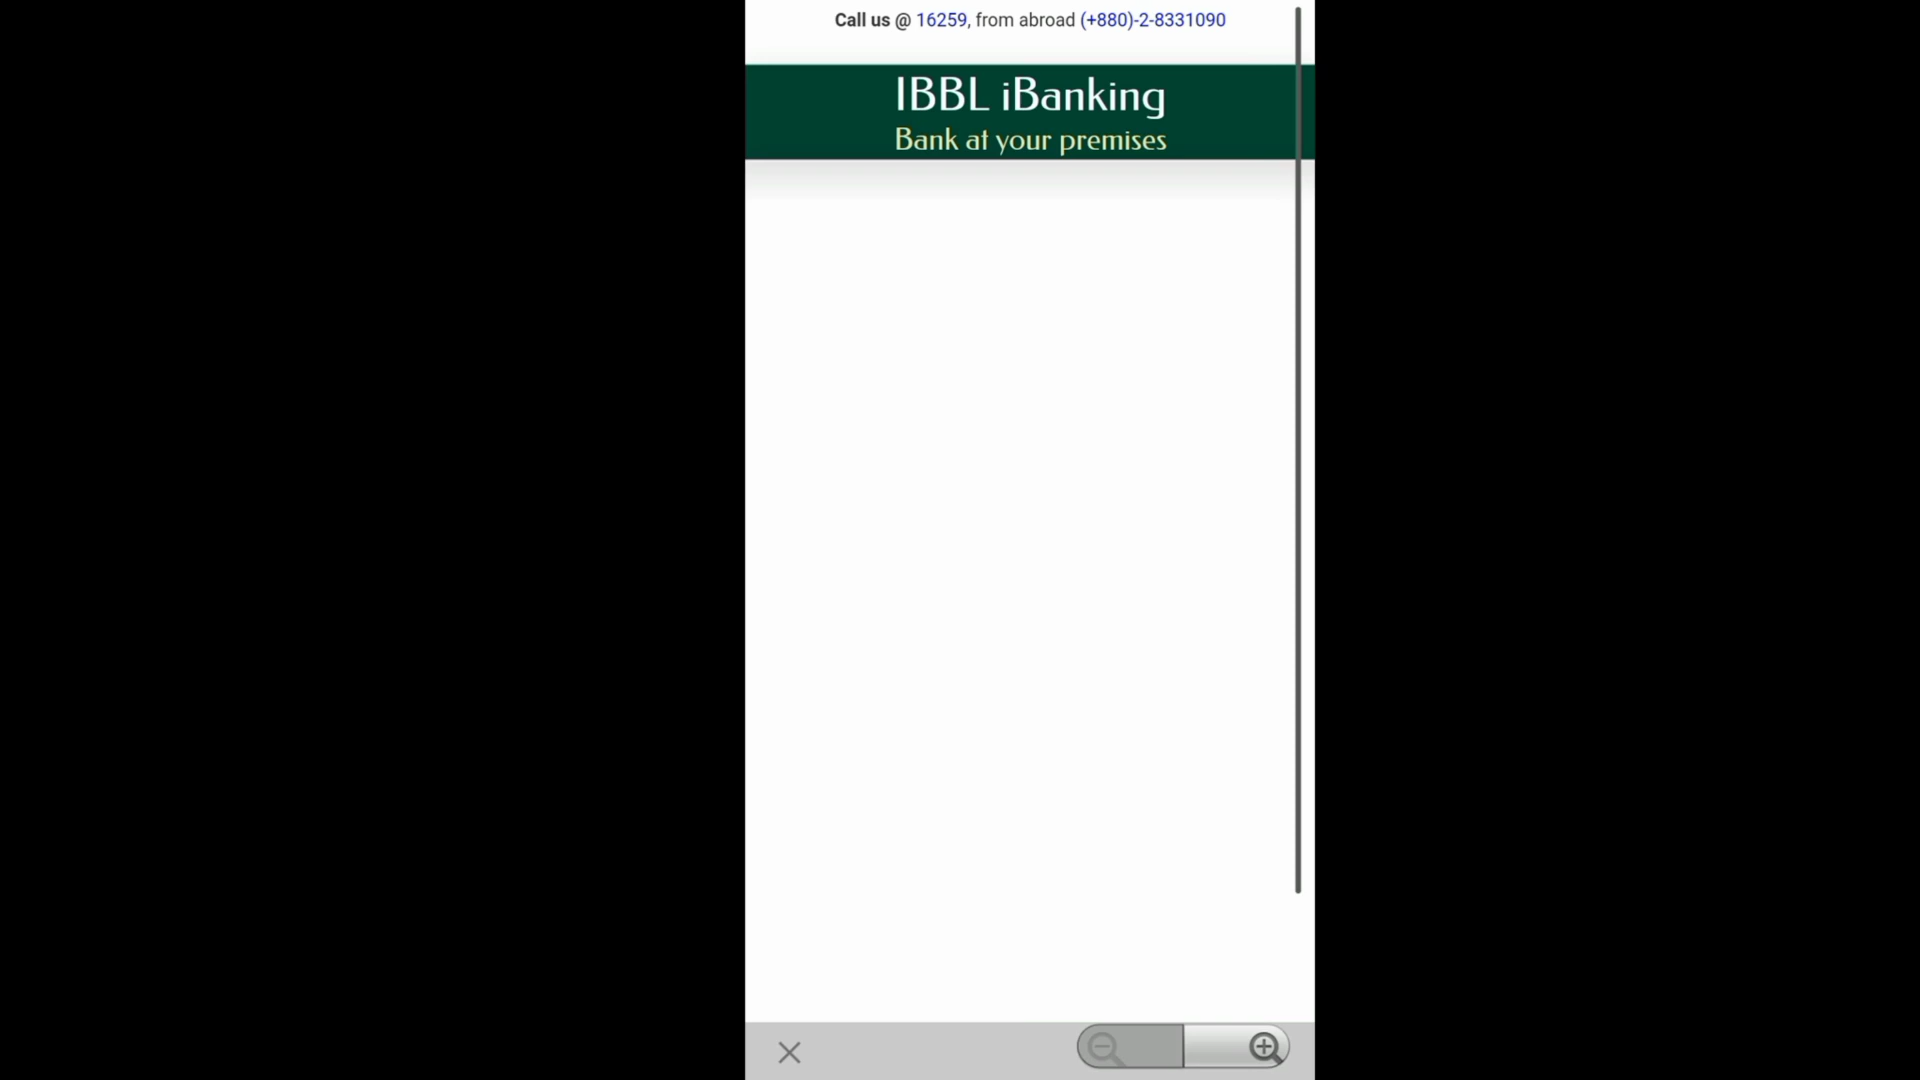 Call us @ 16259, from abroad (+880)-2-8331090
IBBL iBanking
Bank at your premises